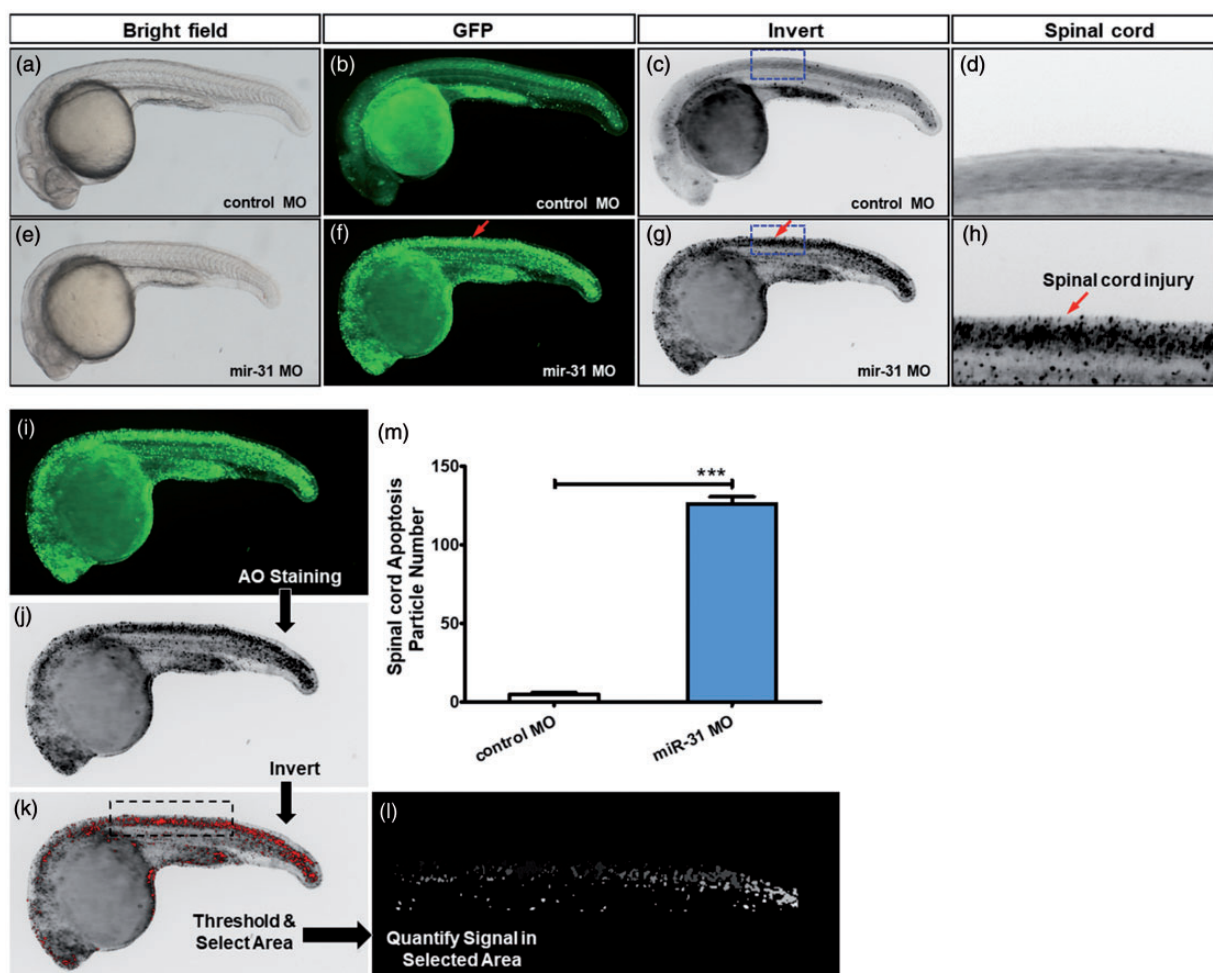 Bright field
GFP
Invert
Spinal cord
(a)
control MO
(b)
control MO
(c)
control MO
(d)
(e)
mir-31 MO
(f)
mir-31 MO
(g)
mir-31 MO
(h)
Spinal cord injury
(i)
AO Staining
(j)
Invert
(k)
Threshold &
Select Area
(l)
Quantify Signal in
Selected Area
(m)
Spinal cord Apoptosis
Particle Number
150
100
50
0
***
control MO
miR-31 MO